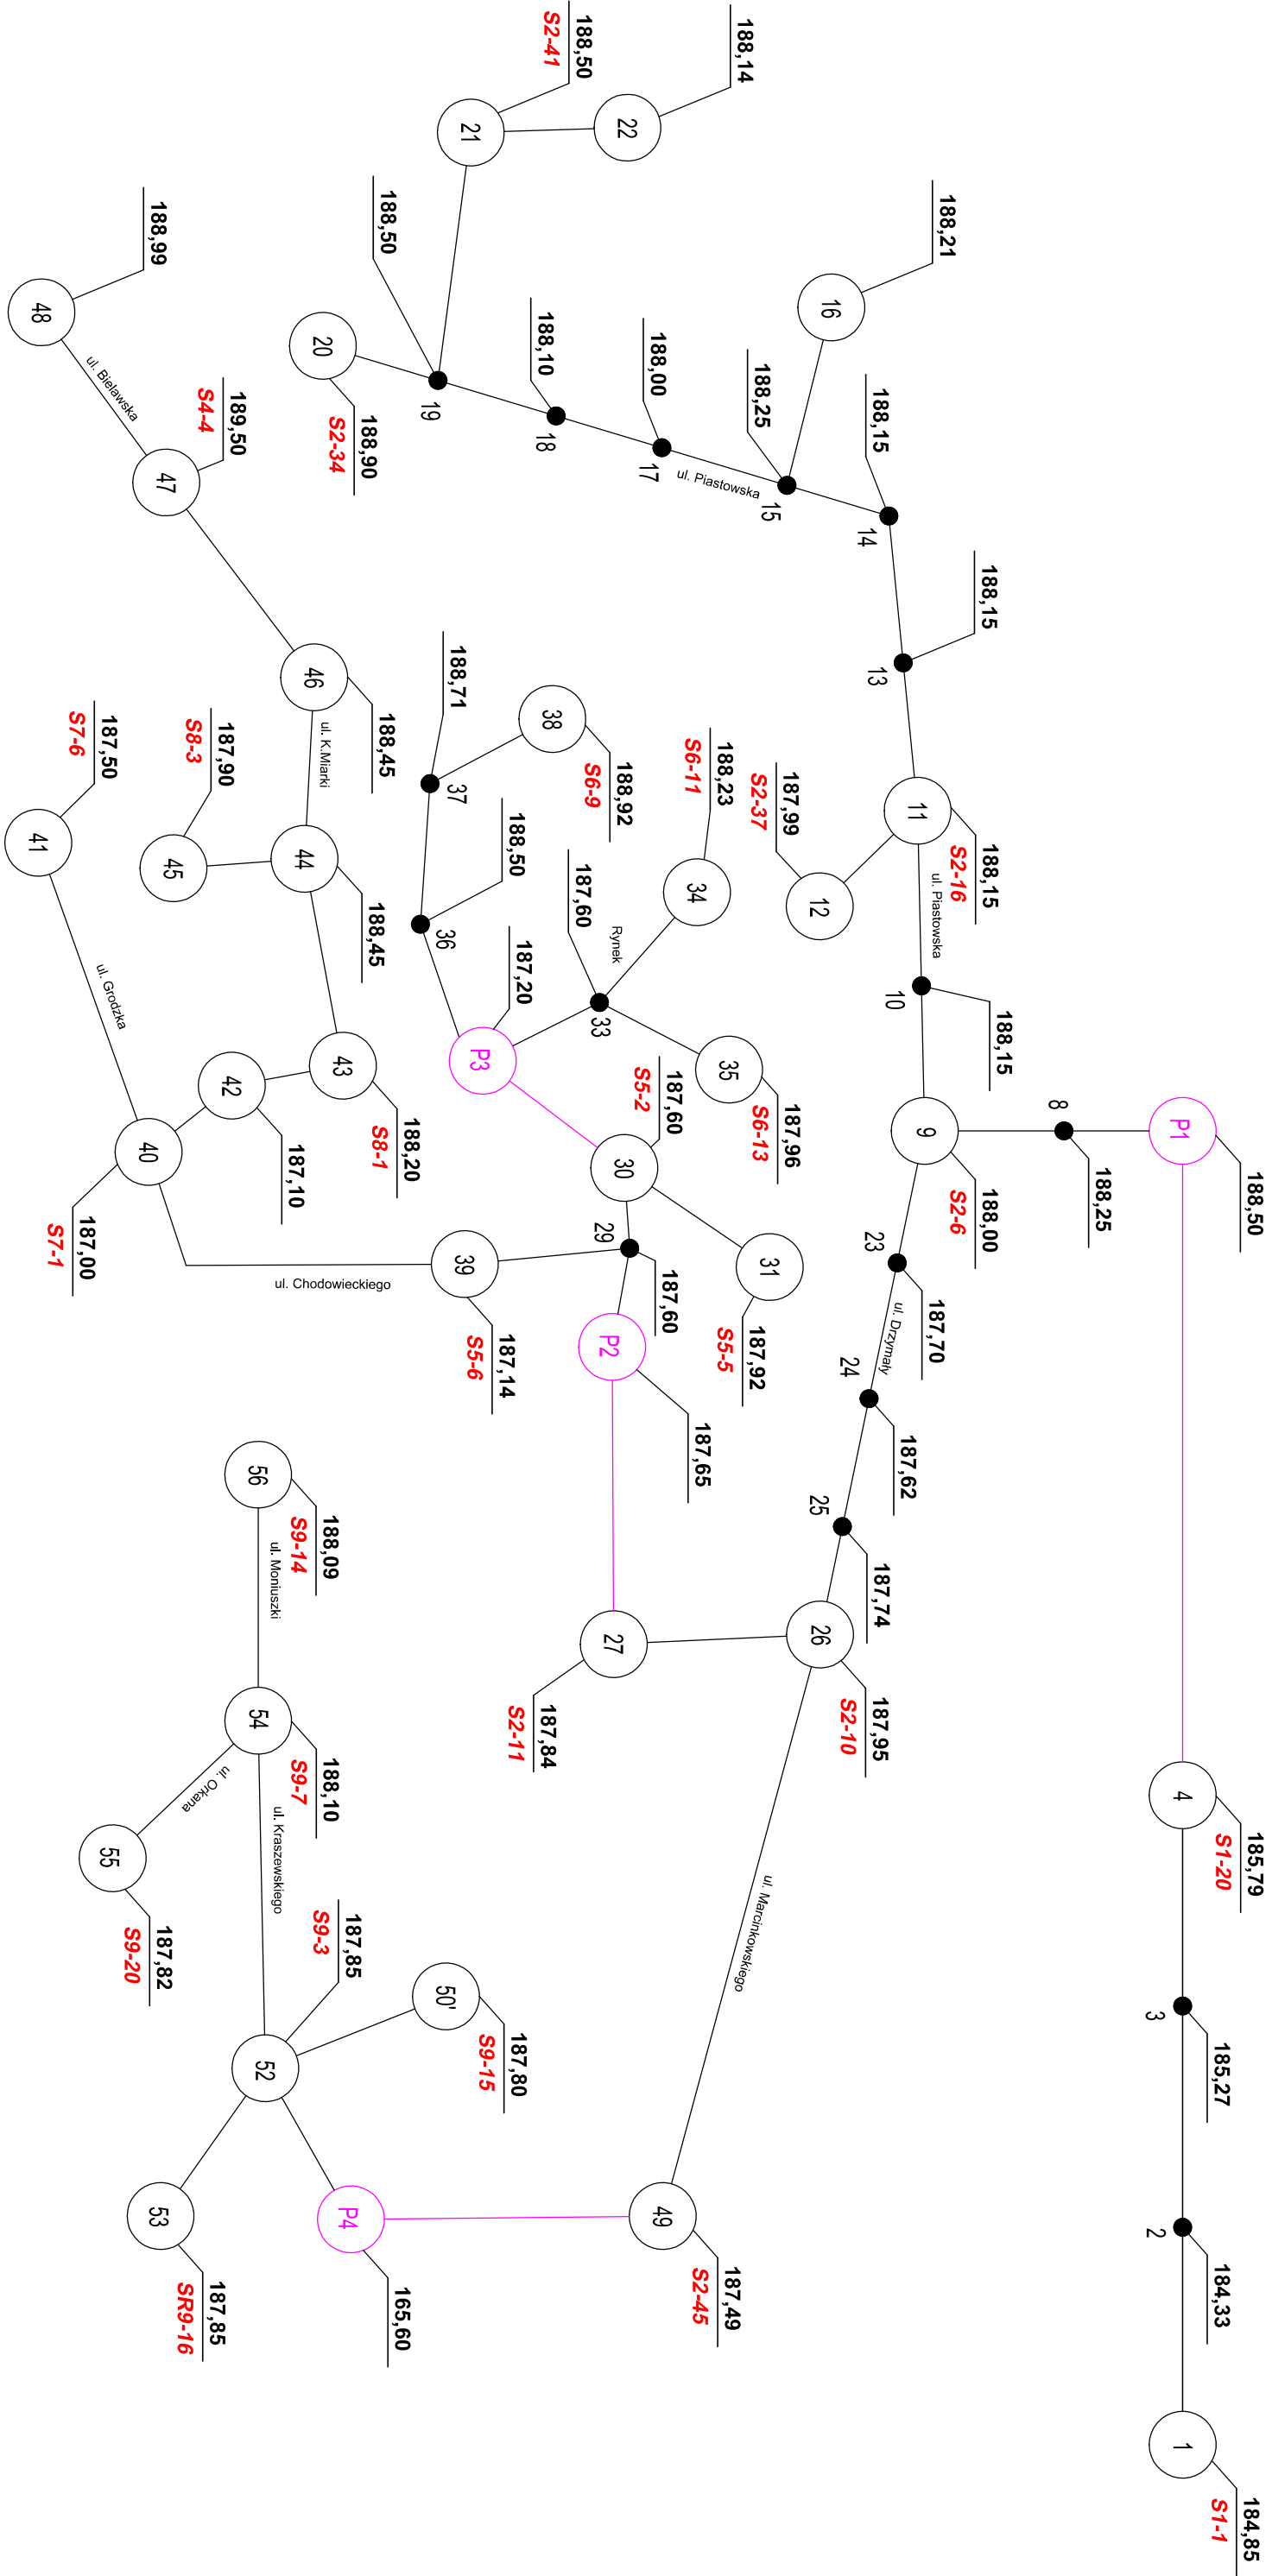 188,14
22
188,50
S2-41
21
188,50
19
188,90
S2-34
20
188,10
18
188,00
17
ul. Piastowska
188,25
15
188,21
16
188,15
14
188,15
13
188,15
S2-16
11
187,99
S2-37
12
ul. Piastowska
188,15
10
188,00
S2-6
9
188,25
8
188,50
P1
185,79
S1-20
4
185,27
3
184,33
2
184,85
S1-1
1
187,70
23
ul. Drzymały
187,62
24
187,74
25
187,95
S2-10
26
187,84
S2-11
27
187,65
P2
187,60
29
187,60
S5-2
30
187,92
S5-5
31
187,20
P3
187,60
33
Rynek
188,23
S6-11
34
187,96
S6-13
35
188,50
36
188,71
37
188,92
S6-9
38
187,14
S5-6
39
ul. Chodowieckiego
187,00
S7-1
40
ul. Grodzka
187,50
S7-6
41
187,10
42
188,20
S8-1
43
188,45
44
187,90
S8-3
45
ul. K.Miarki
188,45
46
189,50
S4-4
47
ul. Bielawska
188,99
48
ul. Marcinkowskiego
187,49
S2-45
49
165,60
P4
187,80
S9-15
50'
187,85
S9-3
52
187,85
SR9-16
53
ul. Kraszewskiego
188,10
S9-7
54
ul. Orkana
187,82
S9-20
55
ul. Moniuszki
188,09
S9-14
56